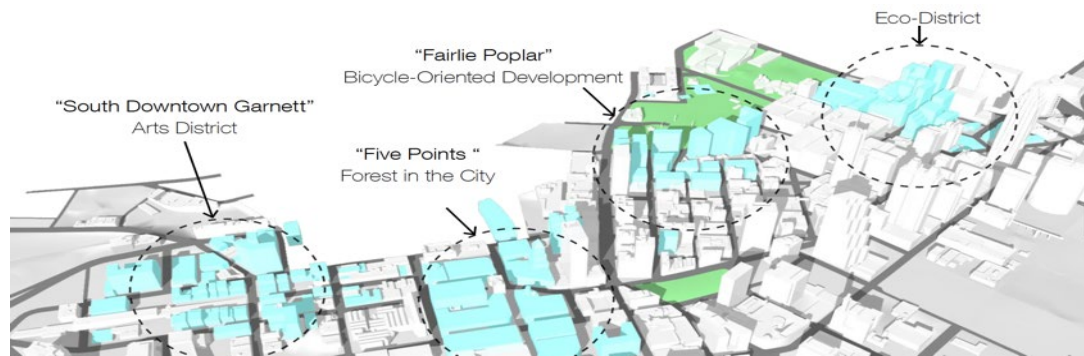 Eco-District
“Fairlie Poplar”
Bicycle-Oriented Development
“South Downtown Garnett”
Arts District
“Five Points “
Forest in the City